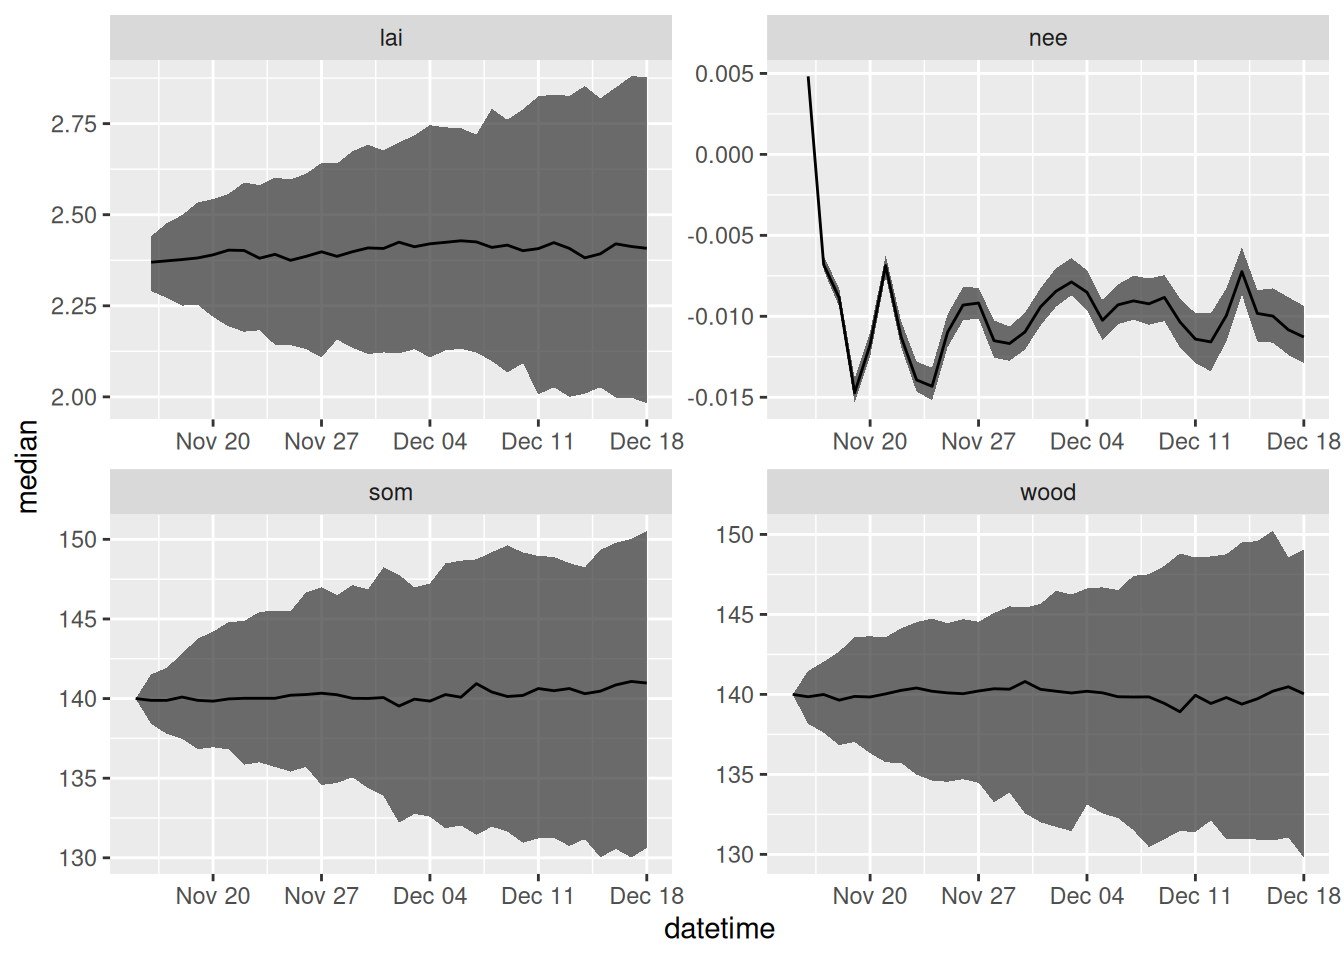 lai
nee
2.75
2.50
2.25
2.00
0.005
0.000
-0.005
-0.010
-0.015
Nov 20 Nov 27 Dec 04 Dec 11 Dec 18
Nov 20 Nov 27 Dec 04 Dec 11 Dec 18
median
som
wood
150
145
140
135
130
150
145
140
135
130
Nov 20 Nov 27 Dec 04 Dec 11 Dec 18
Nov 20 Nov 27 Dec 04 Dec 11 Dec 18
datetime